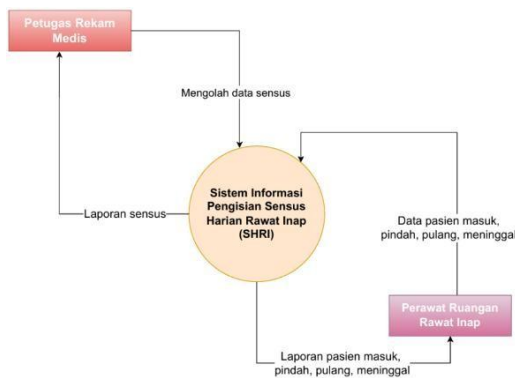 Petugas Rekam
Medis
Mengolah data sensus
Sistem Informasi
Pengisian Sensus
Harian Rawat Inap
(SHRI)
Laporan sensus
Data pasien masuk,
pindah, pulang, meninggal
Perawat Ruangan
Rawat Inap
Laporan pasien masuk,
pindah, pulang, meninggal